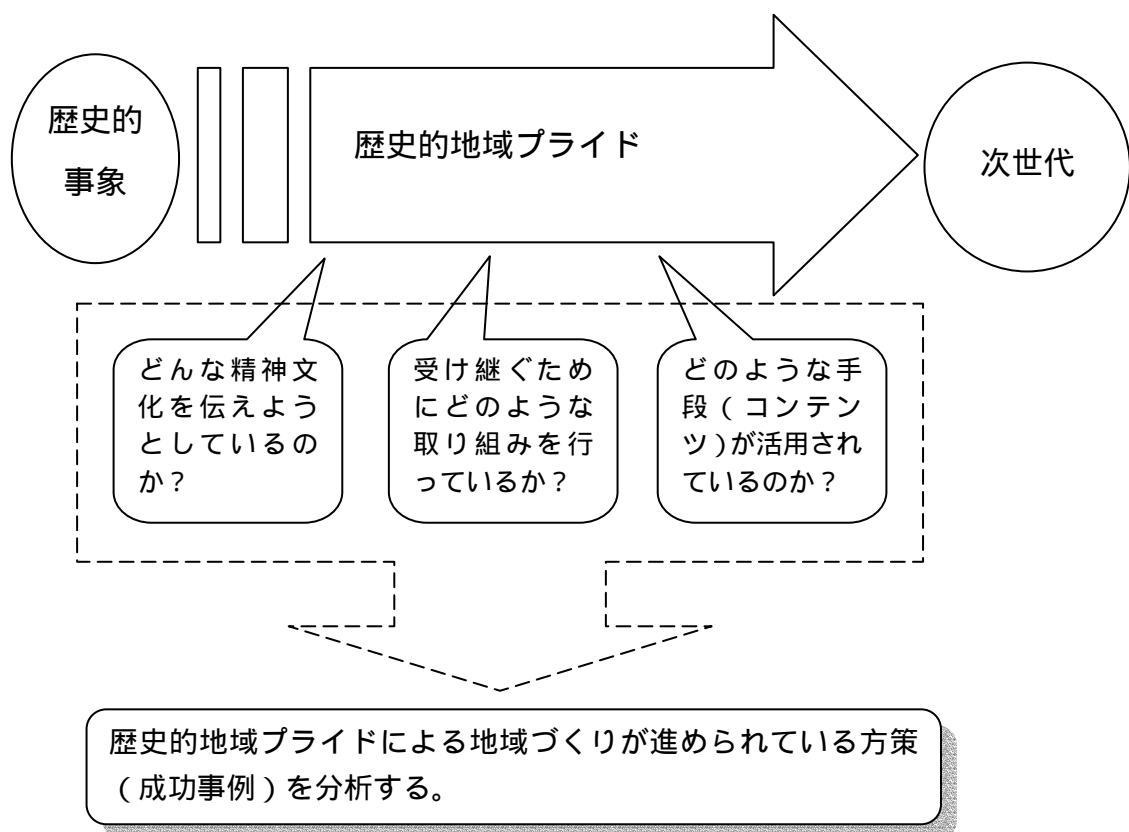 歴史的
事象
歴史的地域プライド
次世代
どんな精神文
化を伝えよう
としているの
か？
受け継ぐため
にどのような
取り組みを行
っているか？
どのような手
段（コンテン
ツ）が活用され
ているのか？
歴史的地域プライドによる地域づくりが進められている方策
（成功事例）を分析する。